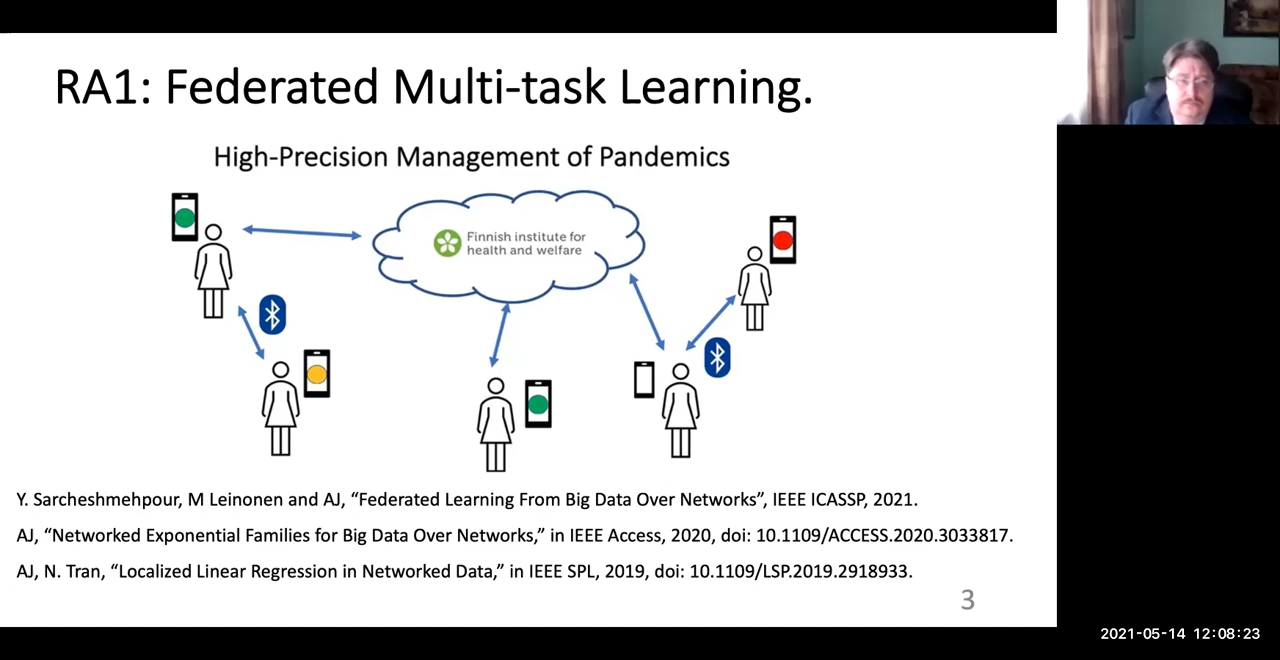 RA1: Federated Multi-task Learning.
High-Precision Management of Pandemics
Finnish institute for
health and welfare
Y. Sarcheshmehpour, M Leinonen and AJ, “Federated Learning From Big Data Over Networks”, IEEE ICASSP, 2021.
AJ, “Networked Exponential Families for Big Data Over Networks,” in IEEE Access, 2020, doi: 10.1109/ACCESS.2020.3033817.
AJ, N. Tran, “Localized Linear Regression in Networked Data,” in IEEE SPL, 2019, doi: 10.1109/LSP.2019.2918933.
3
2021-05-14 12:08:23